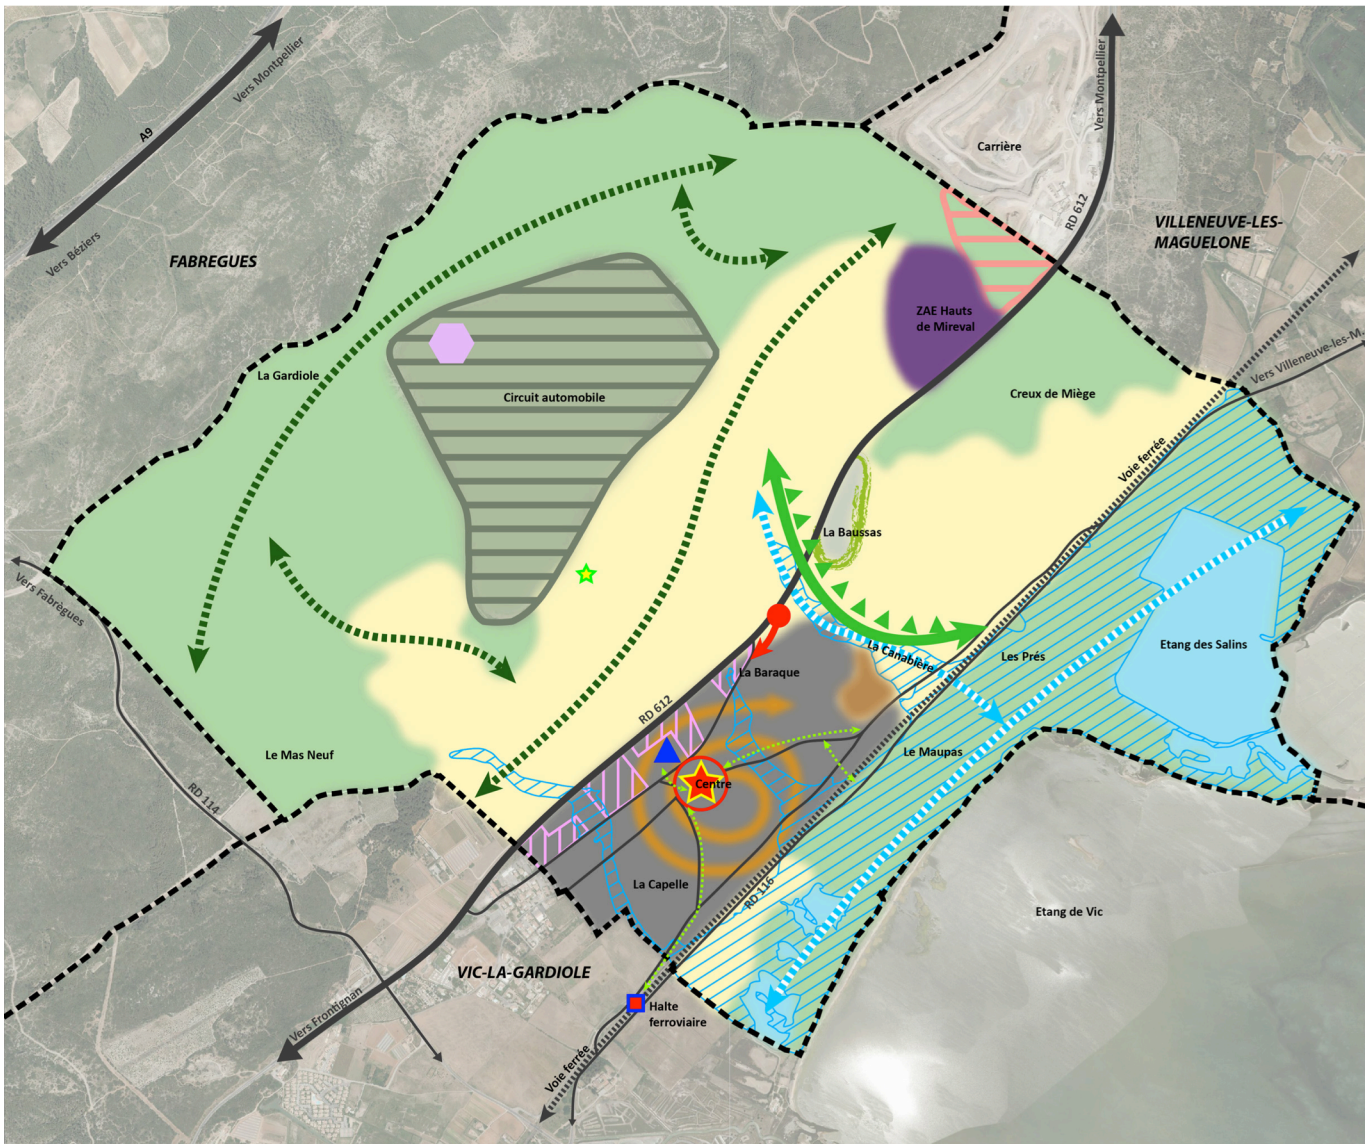 Vers Montpellier
A9
Vers Béziers
FABREGUES
Carrière
Vers Montpellier
RD 612
VILLENEUVE-LES-
MAGUELONE
ZAE Hauts
de Mireval
Vers Villeneuve-les-M.
La Gardiole
Circuit automobile
Creux de Miège
Voie ferrée
La Baussas
Vers Fabrègues
La Canabière
Les Prés
Etang des Salins
La Baraque
RD 612
Le Mas Neuf
Le Maupas
RD 114
Centre
La Capelle
RD 116
Etang de Vic
VIC-LA-GARDIOLE
Vers Frontignan
Halte
ferroviaire
Voie ferrée